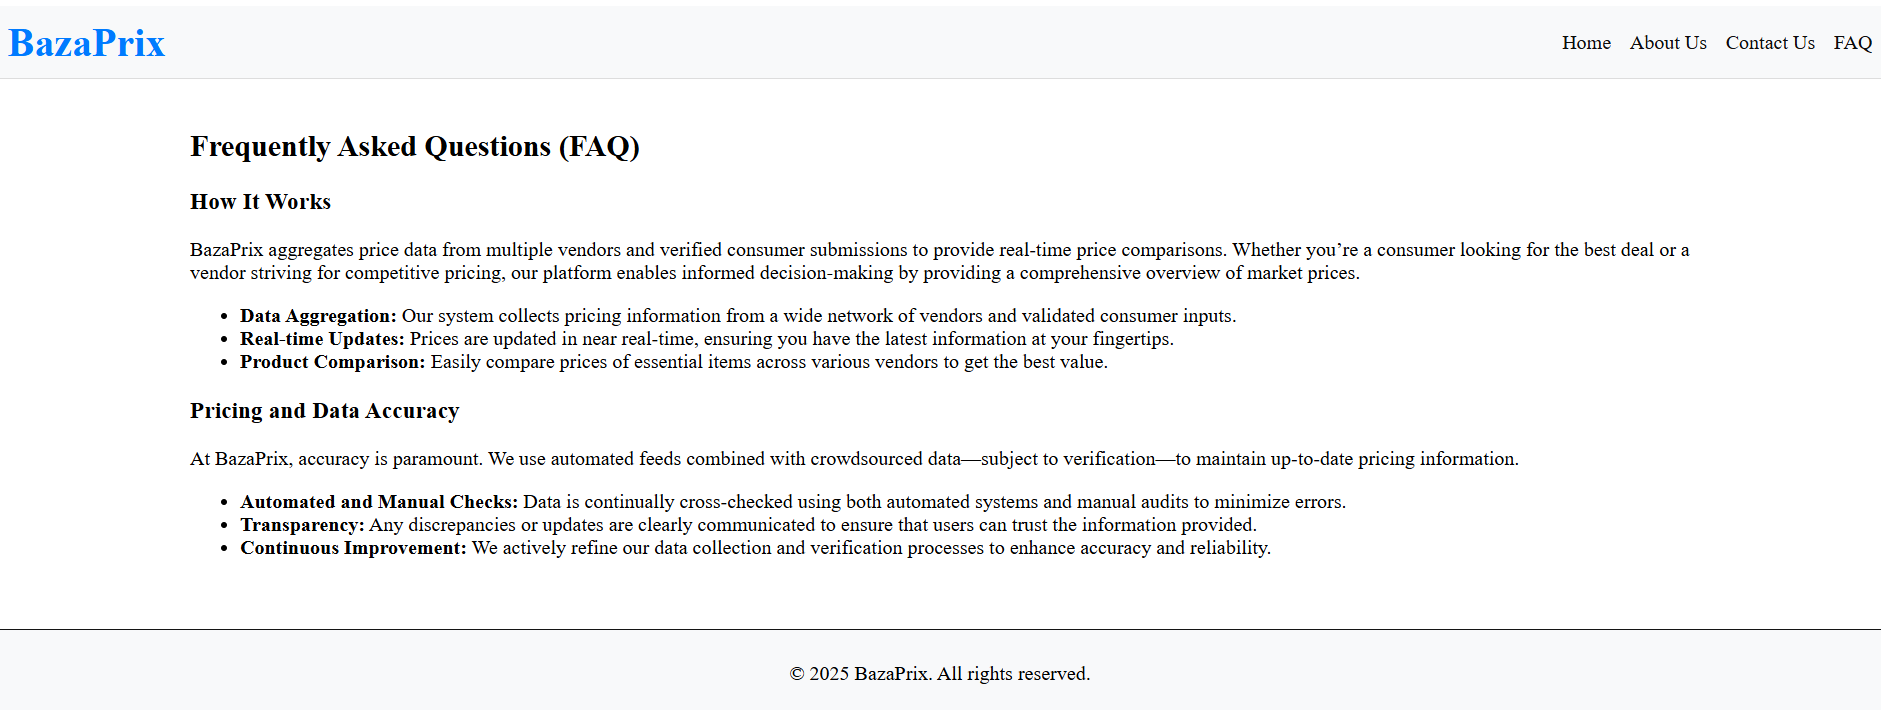 BazaPrix
Home About Us Contact Us FAQ
Frequently Asked Questions (FAQ)
How It Works
BazaPrix aggregates price data from multiple vendors and verified consumer submissions to provide real-time price comparisons. Whether you’re a consumer looking for the best deal or a
vendor striving for competitive pricing, our platform enables informed decision-making by providing a comprehensive overview of market prices.
• Data Aggregation: Our system collects pricing information from a wide network of vendors and validated consumer inputs.
• Real-time Updates: Prices are updated in near real-time, ensuring you have the latest information at your fingertips.
• Product Comparison: Easily compare prices of essential items across various vendors to get the best value.
Pricing and Data Accuracy
At BazaPrix, accuracy is paramount. We use automated feeds combined with crowdsourced data—subject to verification—to maintain up-to-date pricing information.
• Automated and Manual Checks: Data is continually cross-checked using both automated systems and manual audits to minimize errors.
• Transparency: Any discrepancies or updates are clearly communicated to ensure that users can trust the information provided.
• Continuous Improvement: We actively refine our data collection and verification processes to enhance accuracy and reliability.
© 2025 BazaPrix. All rights reserved.